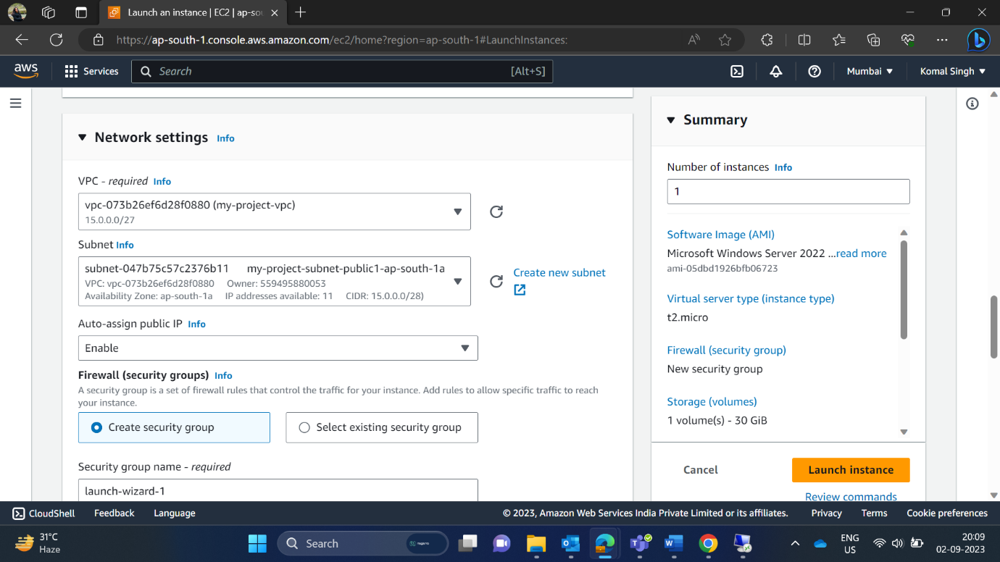 Launch an instance | EC2 | ap-so
https://ap-south-1.console.aws.amazon.com/ec2/home?region=ap-south-1#LaunchInstances:
aws
Services
Search
[Alt+S]
Mumbai
Komal Singh
Network settings Info
VPC - required Info
vpc-073b26ef6d28f0880 (my-project-vpc)
15.0.0.0/27
Subnet Info
subnet-047b75c57c2376b11 my-project-subnet-public1-ap-south-1a
VPC: vpc-073b26ef6d28f0880 Owner: 559495880053
Availability Zone: ap-south-1a IP addresses available: 11 CIDR: 15.0.0.0/28)
Create new subnet
Auto-assign public IP Info
Enable
Firewall (security groups) Info
A security group is a set of firewall rules that control the traffic for your instance. Add rules to allow specific traffic to reach
your instance.
Create security group
Select existing security group
Security group name - required
launch-wizard-1
Summary
Number of instances Info
1
Software Image (AMI)
Microsoft Windows Server 2022 ...read more
ami-05dbd1926bfb06723
Virtual server type (instance type)
t2.micro
Firewall (security group)
New security group
Storage (volumes)
1 volume(s) - 30 GiB
Cancel
Launch instance
Review commands
CloudShell
Feedback
Language
© 2023, Amazon Web Services India Private Limited or its affiliates.
Privacy
Terms
Cookie preferences
31°C
Haze
Search
ENG
US
20:09
02-09-2023